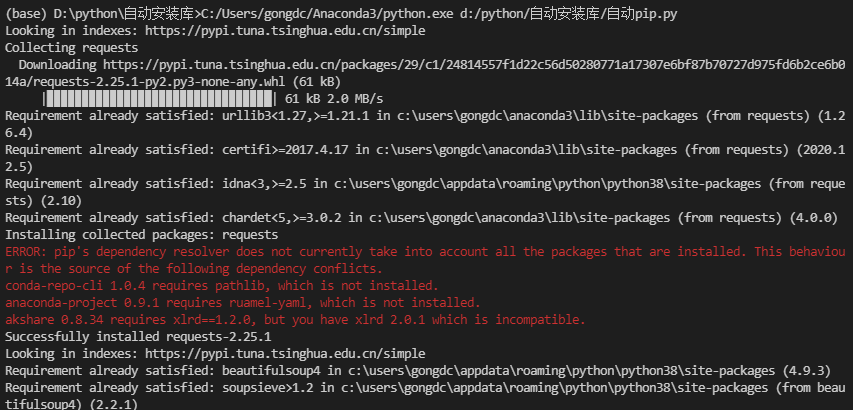 (base) D:\python\自动安装库>C:/Users/gongdc/Anaconda3/python.exe d:/python/自动安装库/自动pip.py
Looking in indexes: https://pypi.tuna.tsinghua.edu.cn/simple
Collecting requests
  Downloading https://pypi.tuna.tsinghua.edu.cn/packages/29/c1/24814557f1d22c56d50280771a17307e6bf87b70727d975fd6b2ce6b0
14a/requests-2.25.1-py2.py3-none-any.whl (61 kB)
     |████████████████████████████████| 61 kB 2.0 MB/s
Requirement already satisfied: urllib3<1.27,>=1.21.1 in c:\users\gongdc\anaconda3\lib\site-packages (from requests) (1.2
6.4)
Requirement already satisfied: certifi>=2017.4.17 in c:\users\gongdc\anaconda3\lib\site-packages (from requests) (2020.1
2.5)
Requirement already satisfied: idna<3,>=2.5 in c:\users\gongdc\appdata\roaming\python\python38\site-packages (from reque
sts) (2.10)
Requirement already satisfied: chardet<5,>=3.0.2 in c:\users\gongdc\anaconda3\lib\site-packages (from requests) (4.0.0)
Installing collected packages: requests
ERROR: pip's dependency resolver does not currently take into account all the packages that are installed. This behaviou
r is the source of the following dependency conflicts.
conda-repo-cli 1.0.4 requires pathlib, which is not installed.
anaconda-project 0.9.1 requires ruamel-yaml, which is not installed.
akshare 0.8.34 requires xlrd==1.2.0, but you have xlrd 2.0.1 which is incompatible.
Successfully installed requests-2.25.1
Looking in indexes: https://pypi.tuna.tsinghua.edu.cn/simple
Requirement already satisfied: beautifulsoup4 in c:\users\gongdc\appdata\roaming\python\python38\site-packages (4.9.3)
Requirement already satisfied: soupsieve>1.2 in c:\users\gongdc\appdata\roaming\python\python38\site-packages (from beau
tifulsoup4) (2.2.1)